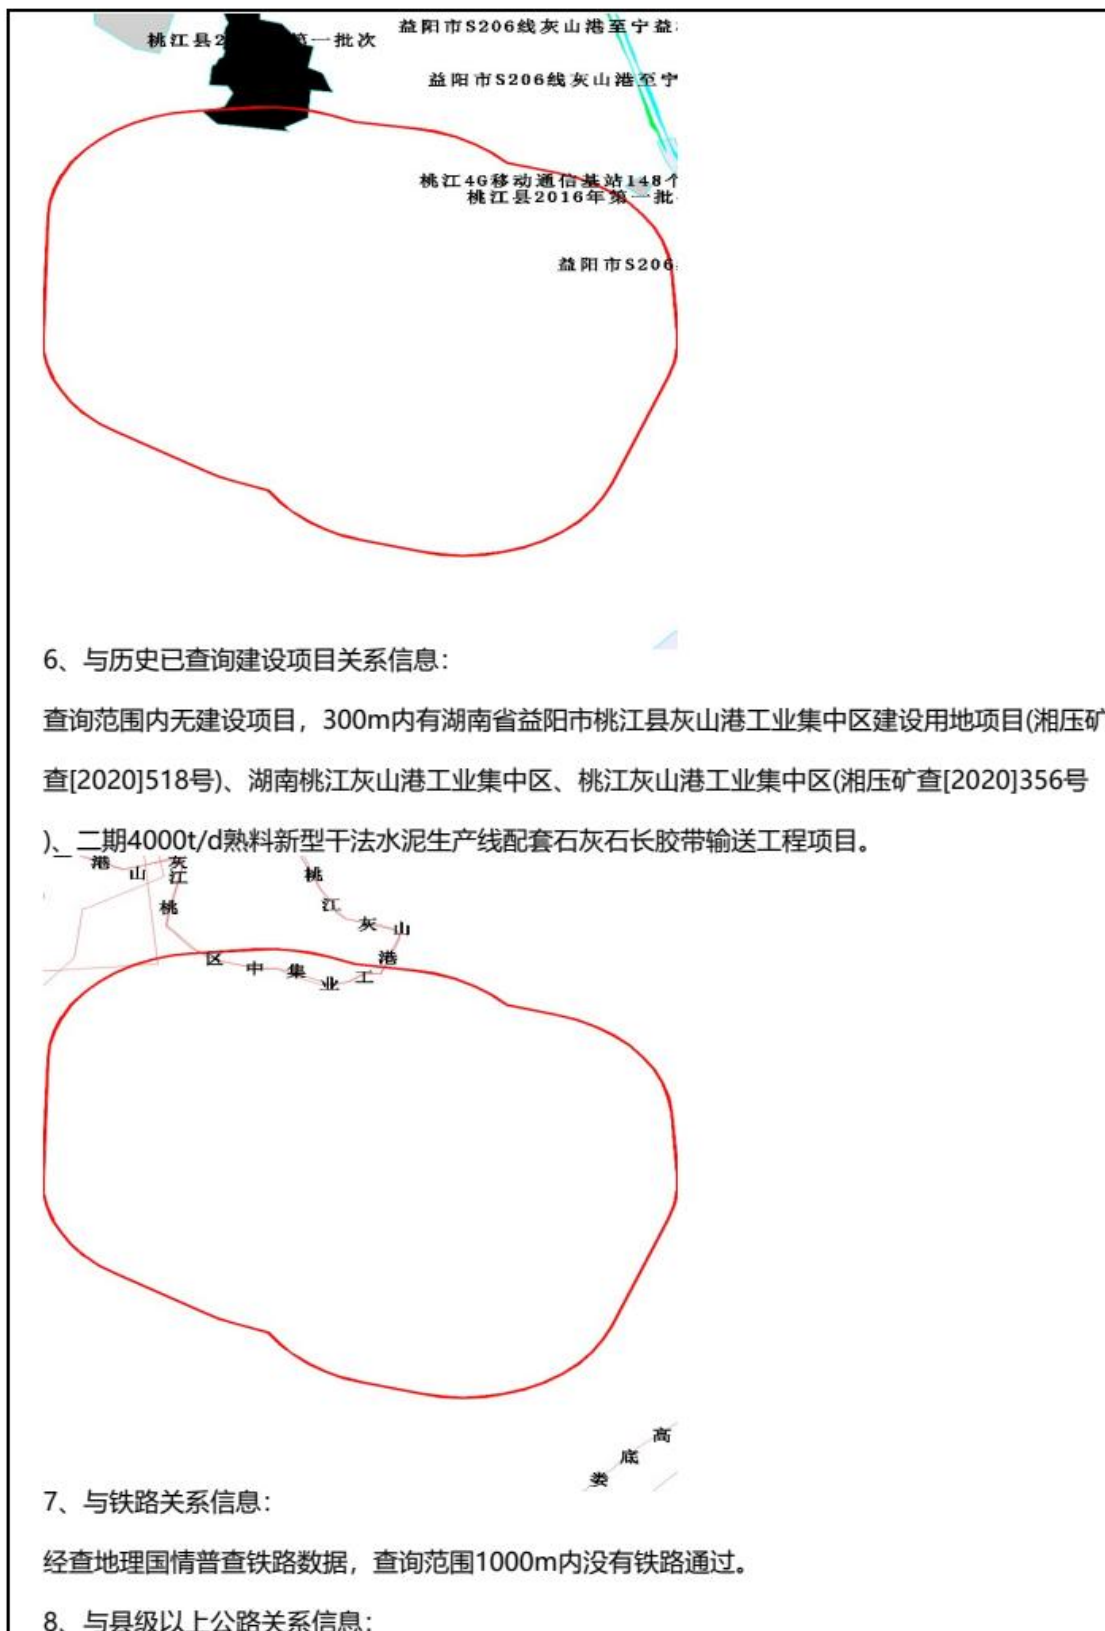 益阳市S206线灰山港至宁益
桃江县2 第一批次
益阳市S206线灰山港至宁
桃江4G移动通信基站148个
桃江县2016年第一批
益阳市S206
6、与历史已查询建设项目关系信息：
查询范围内无建设项目，300m内有湖南省益阳市桃江县灰山港工业集中区建设用地项目(湘压矿
查[2020]518号)、湖南桃江灰山港工业集中区、桃江灰山港工业集中区(湘压矿查[2020]356号
)、二期4000t/d熟料新型干法水泥生产线配套石灰石长胶带输送工程项目。
港山灰江桃
桃江灰山港工业集中区
娄底高
7、与铁路关系信息：
经查地理国情普查铁路数据，查询范围1000m内没有铁路通过。
8、与县级以上公路关系信息：